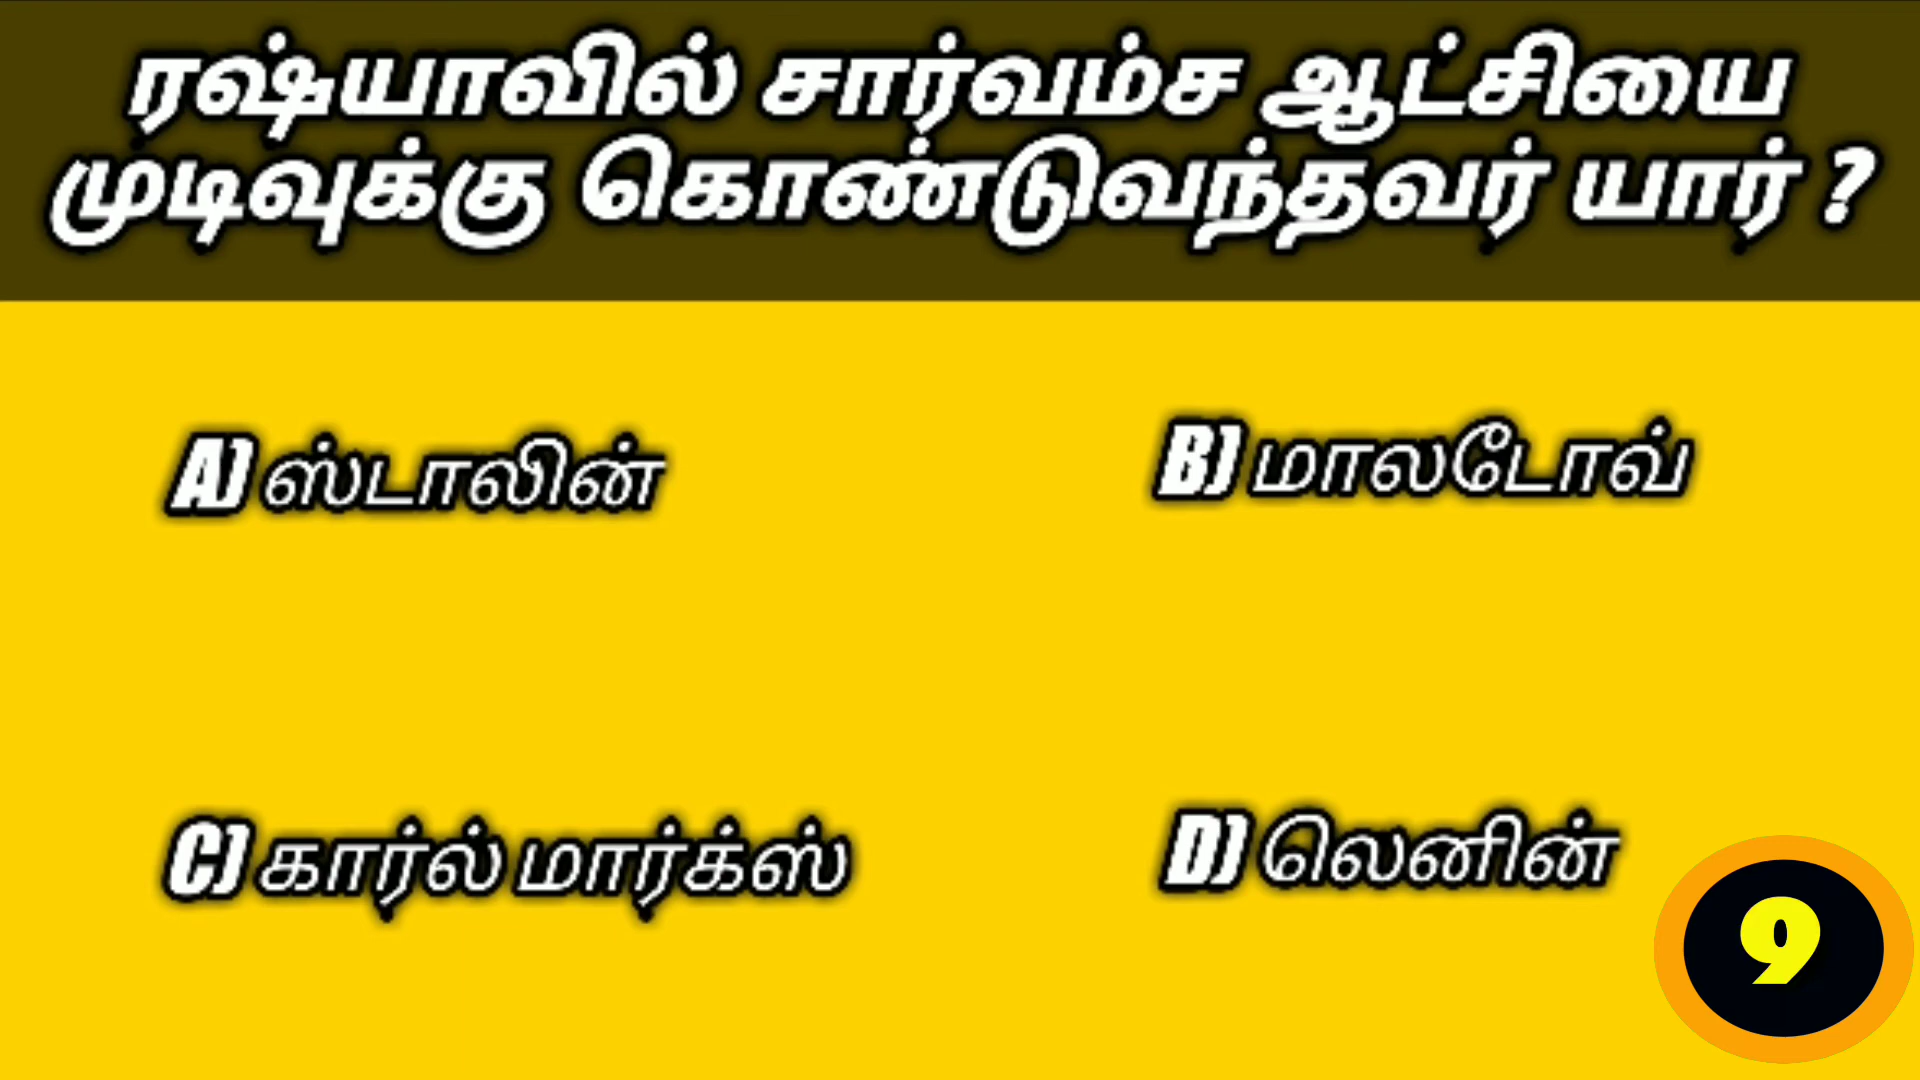 ரஷ்யாவில் சார்வம்ச ஆட்சியை
முடிவுக்கு கொண்டுவந்தவர் யார் ?
A) ஸ்டாலின்
B) மாலடோவ்
C) கார்ல் மார்க்ஸ்
D) லெனின்
9